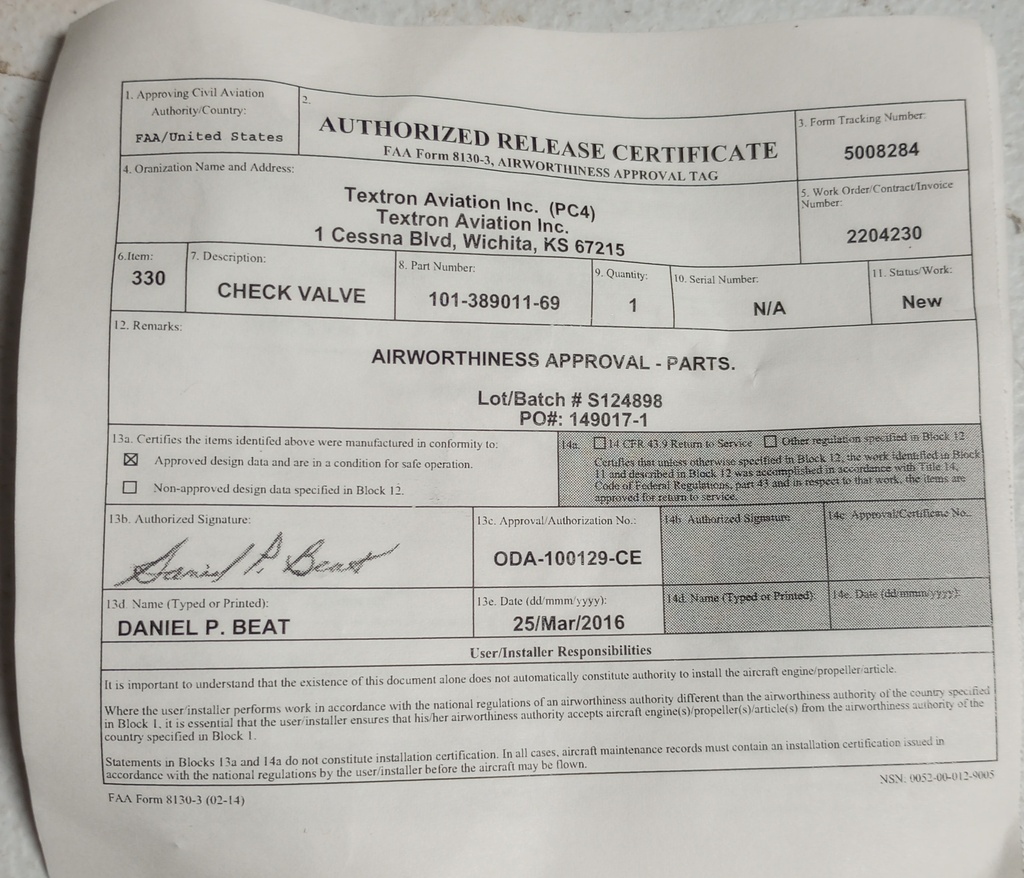 1. Approving Civil Aviation
Authority/Country:
FAA/United States
2.
AUTHORIZED RELEASE CERTIFICATE
FAA Form 8130-3, AIRWORTHINESS APPROVAL TAG
3. Form Tracking Number:
5008284
4. Oranization Name and Address:
Textron Aviation Inc. (PC4)
Textron Aviation Inc.
1 Cessna Blvd, Wichita, KS 67215
5. Work Order/Contract/Invoice
Number:
2204230
6.Item:
330
7. Description:
CHECK VALVE
8. Part Number:
101-389011-69
9. Quantity:
1
10. Serial Number:
N/A
11. Status/Work:
New
12. Remarks:
AIRWORTHINESS APPROVAL - PARTS.
Lot/Batch # S124898
PO#: 149017-1
13a. Certifies the items identifed above were manufactured in conformity to:
☒ Approved design data and are in a condition for safe operation.
☐ Non-approved design data specified in Block 12.
14a. ☐ 14 CFR 43.9 Return to Service ☐ Other regulation specified in Block 12
Certifies that unless otherwise specified in Block 12, the work identified in Block
11 and described in Block 12 was accomplished in accordance with Title 14,
Code of Federal Regulations, part 43 and in respect to that work, the items are
approved for return to service.
13b. Authorized Signature:
Daniel P. Beat
13c. Approval/Authorization No.:
ODA-100129-CE
14b. Authorized Signature
14c. Approval/Certificate No..
13d. Name (Typed or Printed):
DANIEL P. BEAT
13e. Date (dd/mmm/yyyy):
25/Mar/2016
14d. Name (Typed or Printed):
14e. Date (dd/mmm/yyyy):
User/Installer Responsibilities
It is important to understand that the existence of this document alone does not automatically constitute authority to install the aircraft engine/propeller/article.
Where the user/installer performs work in accordance with the national regulations of an airworthiness authority different than the airworthiness authority of the country specified
in Block 1, it is essential that the user/installer ensures that his/her airworthiness authority accepts aircraft engine(s)/propeller(s)/article(s) from the airworthiness authority of the
country specified in Block 1.
Statements in Blocks 13a and 14a do not constitute installation certification. In all cases, aircraft maintenance records must contain an installation certification issued in
accordance with the national regulations by the user/installer before the aircraft may be flown.
FAA Form 8130-3 (02-14)
NSN: 0052-00-012-9005